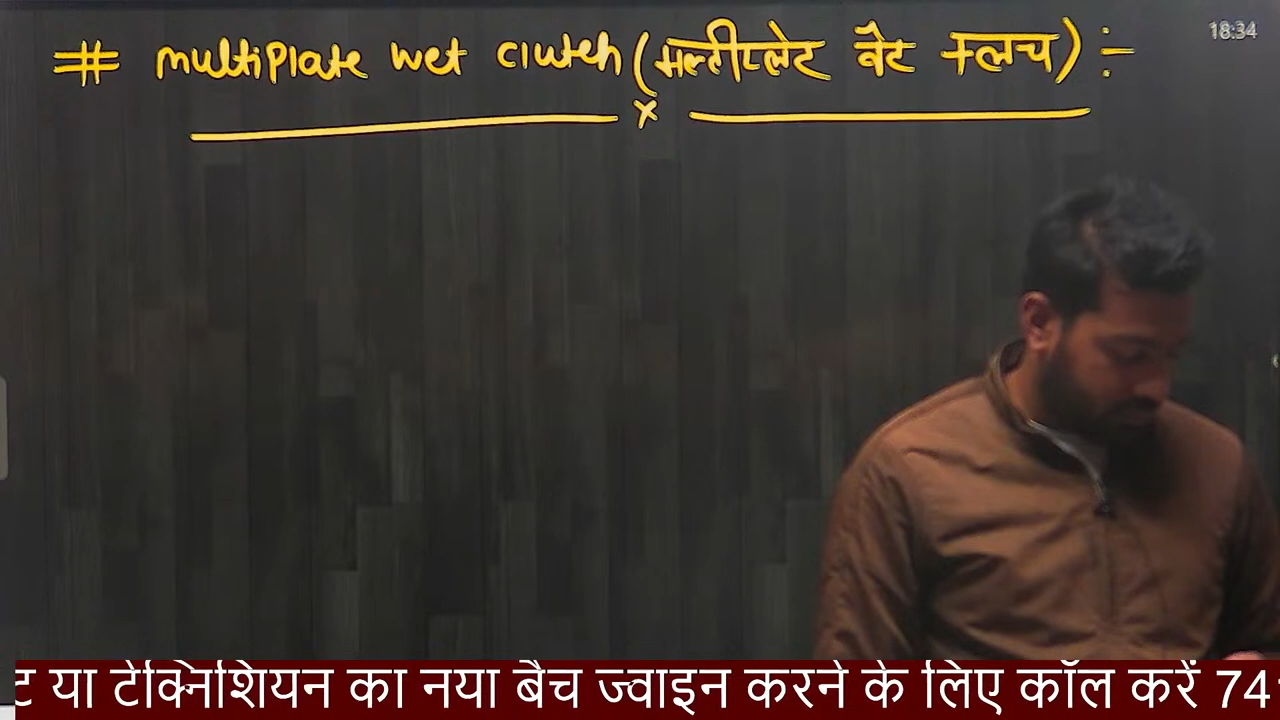 18:34
# multiplate wet clutch (मल्टीप्लेट वेट क्लच) :-
x
या टेक्निशियन का नया बैच ज्वाइन करने के लिए कॉल करें 74